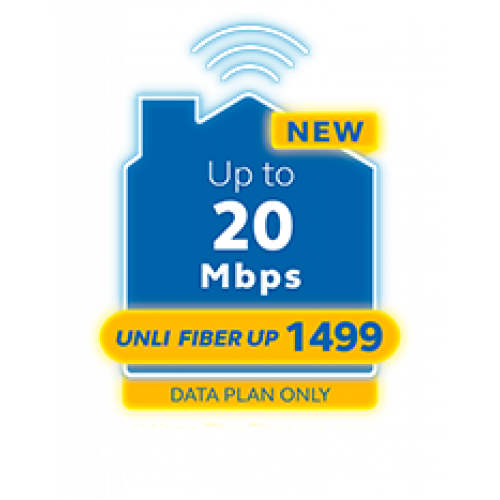 NEW
Up to
20
Mbps
UNLI FIBER UP 1499
DATA PLAN ONLY